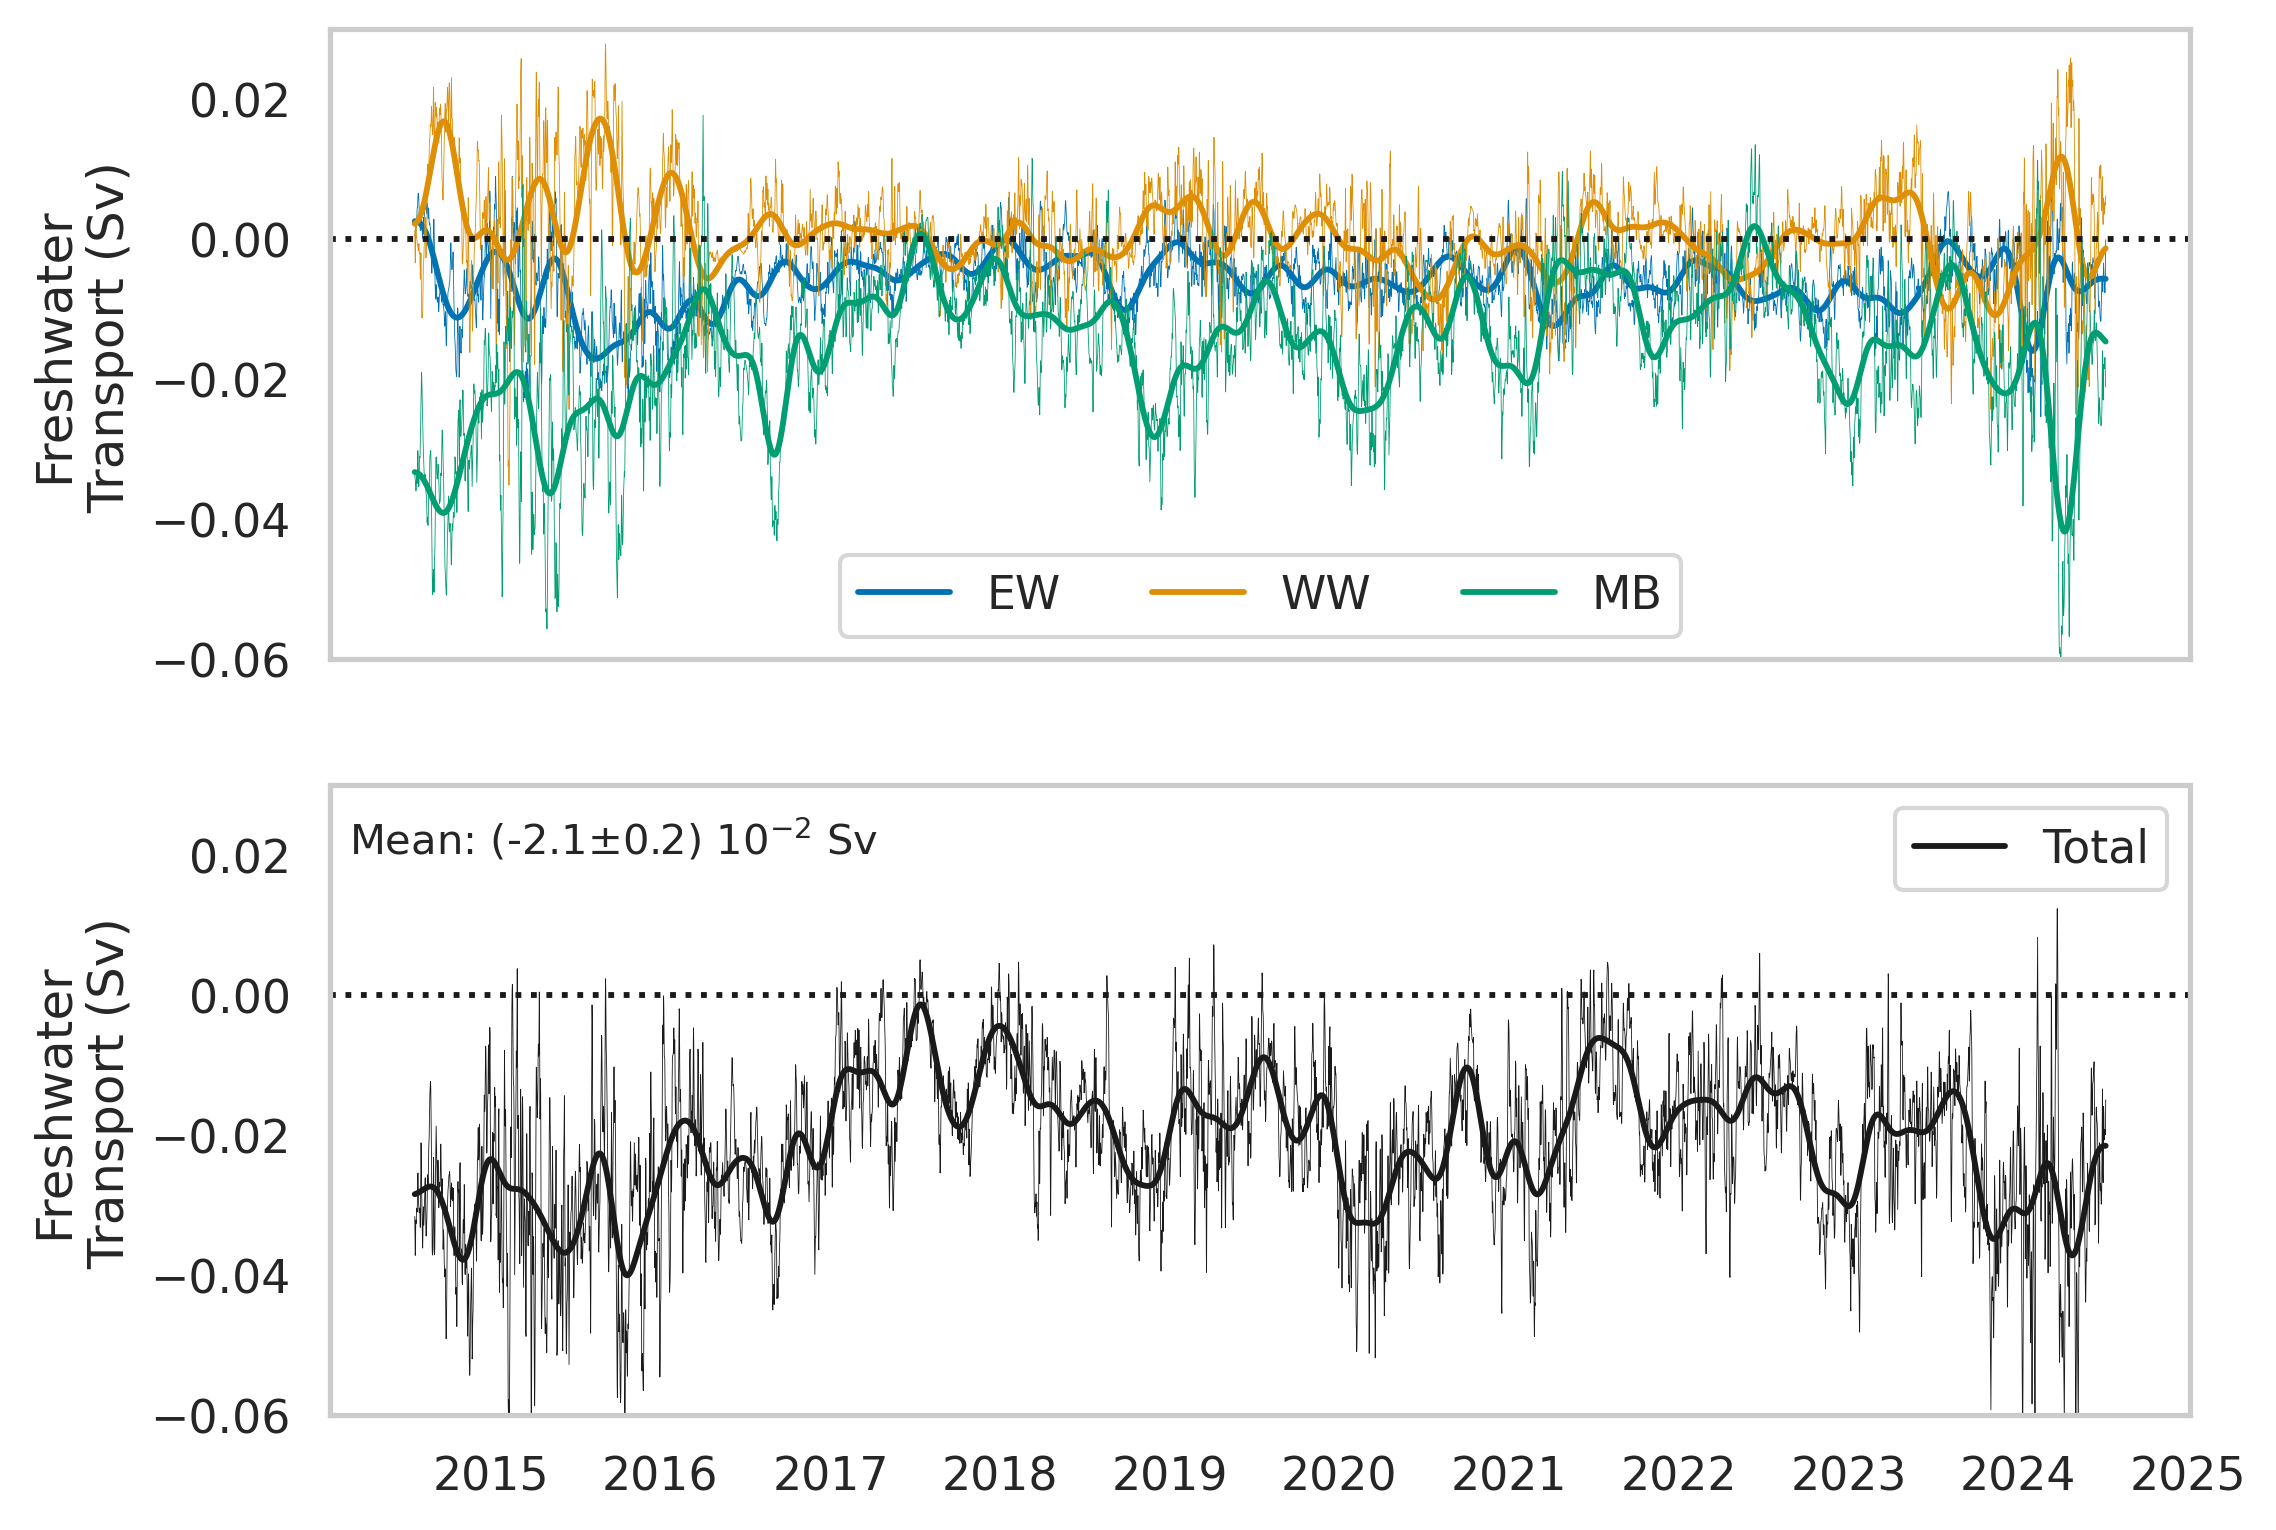 Freshwater
Transport (Sv)
0.02
0.00
−0.02
−0.04
−0.06
EW WW MB
Freshwater
Transport (Sv)
0.02
0.00
−0.02
−0.04
−0.06
Mean: (-2.1±0.2) 10⁻² Sv
Total
2015 2016 2017 2018 2019 2020 2021 2022 2023 2024 2025